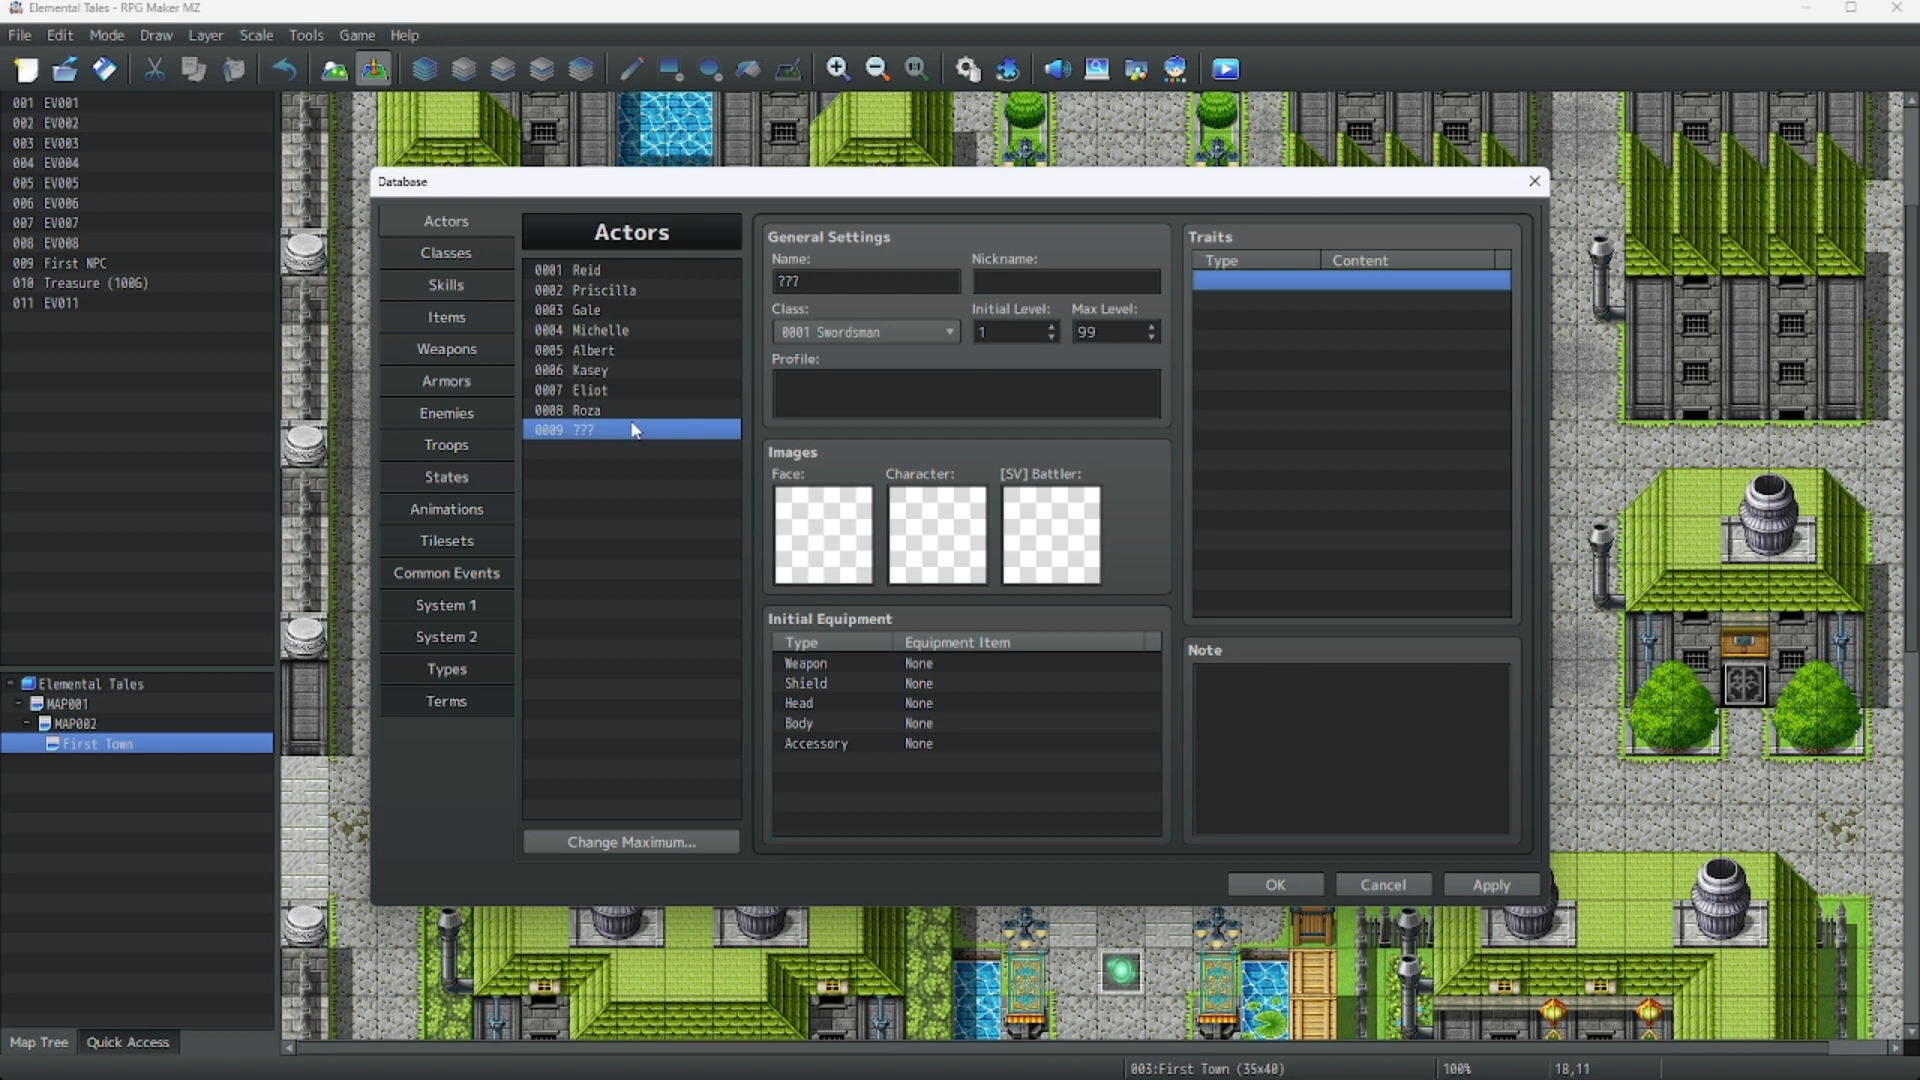 Elemental Tales - RPG Maker MZ
File Edit Mode Draw Layer Scale Tools Game Help
001 EV001
002 EV002
003 EV003
004 EV004
005 EV005
006 EV006
007 EV007
008 EV008
009 First NPC
010 Treasure (100G)
011 EV011
Elemental Tales
MAP001
MAP002
First Town
Map Tree Quick Access
Database
Actors
Classes
Skills
Items
Weapons
Armors
Enemies
Troops
States
Animations
Tilesets
Common Events
System 1
System 2
Types
Terms
Actors
0001 Reid
0002 Priscilla
0003 Gale
0004 Michelle
0005 Albert
0006 Kasey
0007 Eliot
0008 Roza
0009 ???
Change Maximum...
General Settings
Name: Nickname:
???
Class: Initial Level: Max Level:
0001 Swordsman 1 99
Profile:
Images
Face: Character: [SV] Battler:
Initial Equipment
Type Equipment Item
Weapon None
Shield None
Head None
Body None
Accessory None
Traits
Type Content
Note
OK Cancel Apply
003:First Town (35x40) 100% 18,11